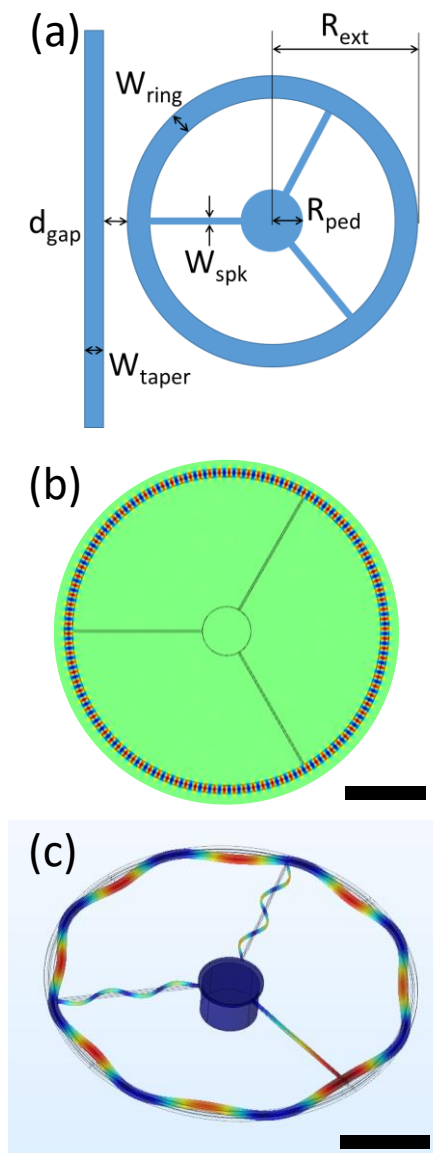 (a)
R_ext
W_ring
d_gap
R_ped
W_spk
W_taper
(b)
(c)